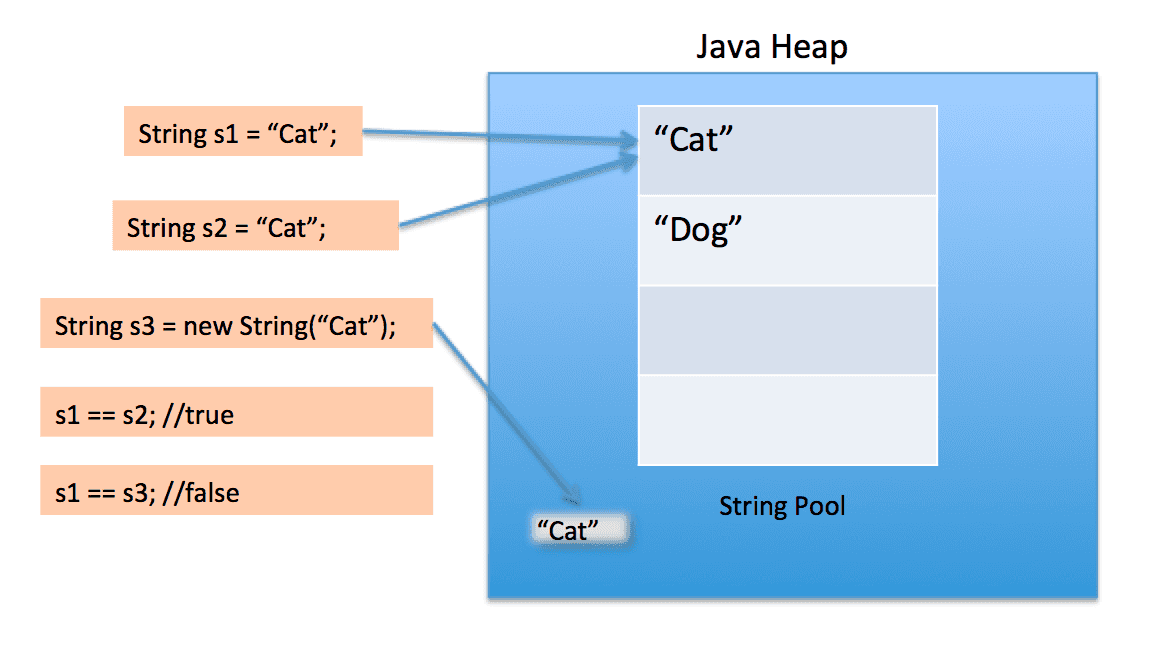 Java Heap
String s1 = “Cat”;
String s2 = “Cat”;
String s3 = new String(“Cat”);
s1 == s2; //true
s1 == s3; //false
“Cat”
“Dog”
String Pool
“Cat”